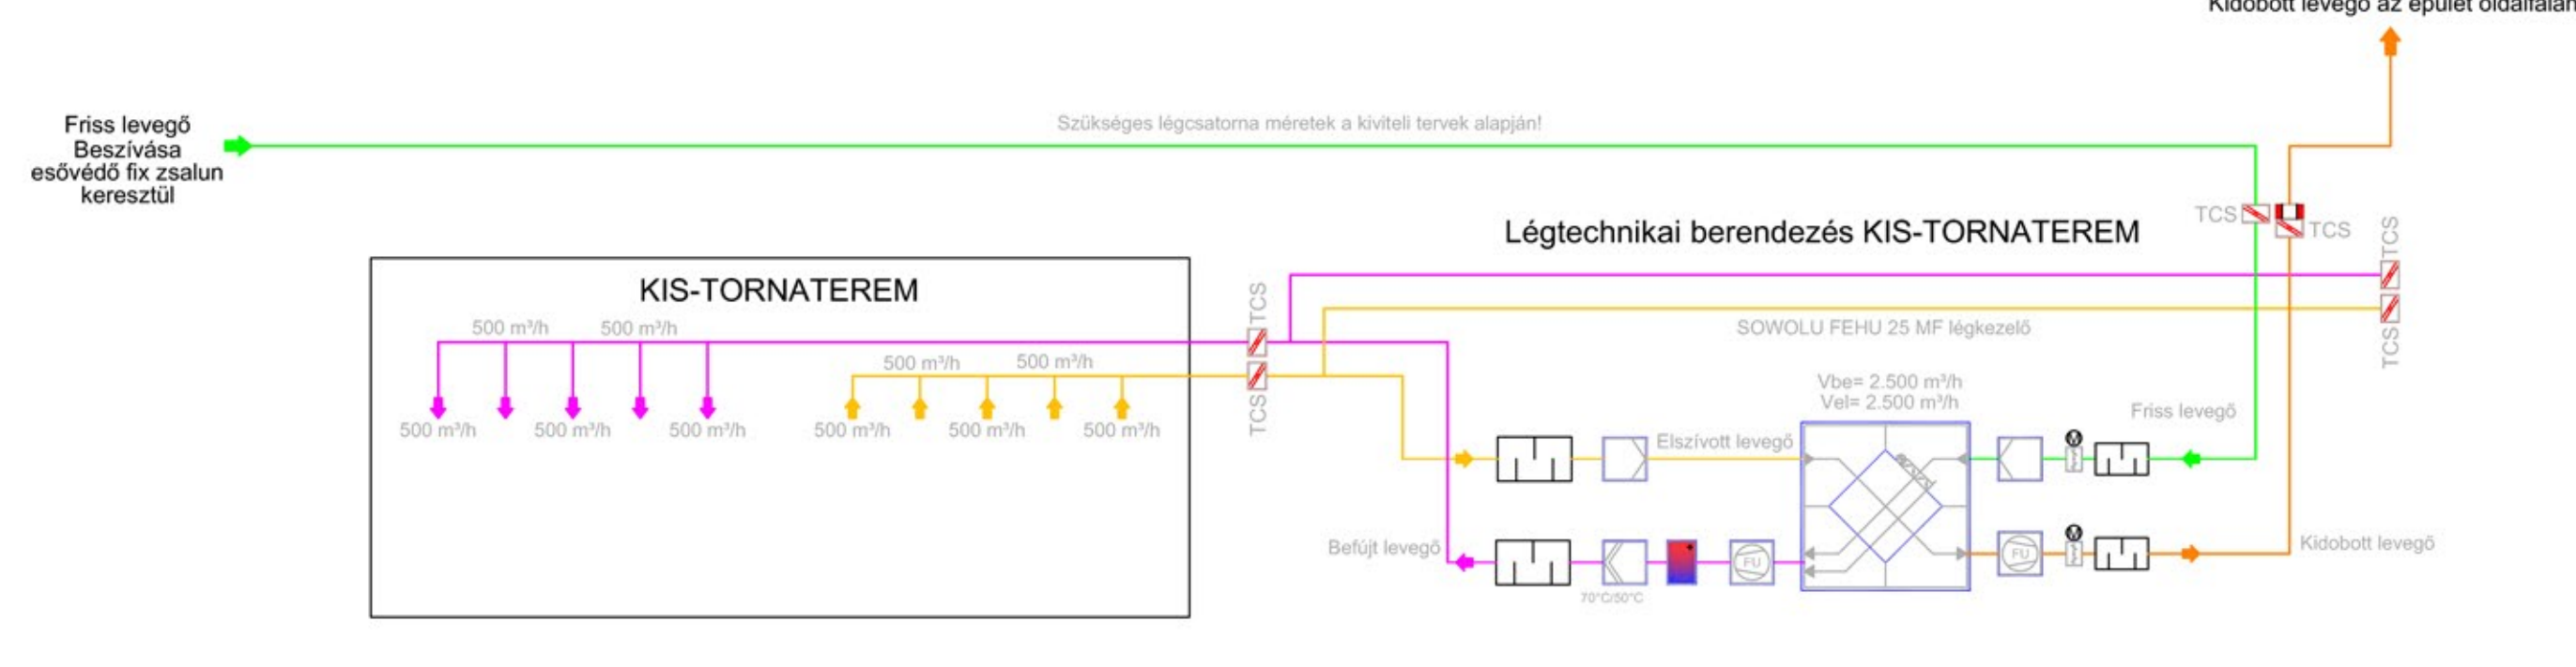 Kidobott levegő az épület oldalfalán
Friss levegő
Beszívása
esővédő fix zsalun
keresztül
Szükséges légcsatorna méretek a kiviteli tervek alapján!
TCS
TCS
TCS
Légtechnikai berendezés KIS-TORNATEREM
KIS-TORNATEREM
TCS
500 m³/h
500 m³/h
SOWOLU FEHU 25 MF légkezelő
TCS
500 m³/h
500 m³/h
Vbe= 2.500 m³/h
Vel= 2.500 m³/h
TCS
Friss levegő
500 m³/h
500 m³/h
500 m³/h
500 m³/h
500 m³/h
500 m³/h
Elszívott levegő
M
Befújt levegő
Kidobott levegő
M
FU
FU
70°C/50°C